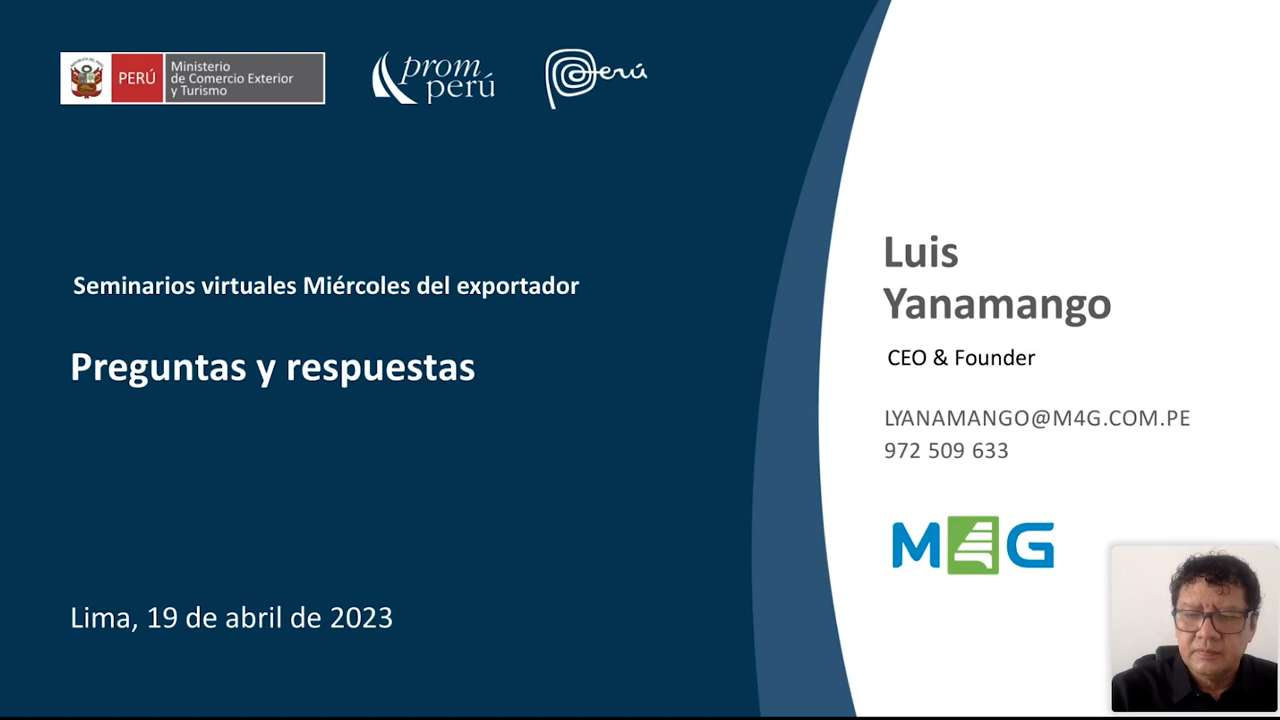 PERÚ
Ministerio
de Comercio Exterior
y Turismo
prom
perú
Perú
Seminarios virtuales Miércoles del exportador
Preguntas y respuestas
Lima, 19 de abril de 2023
Luis
Yanamango
CEO & Founder
LYANAMANGO@M4G.COM.PE
972 509 633
M4G